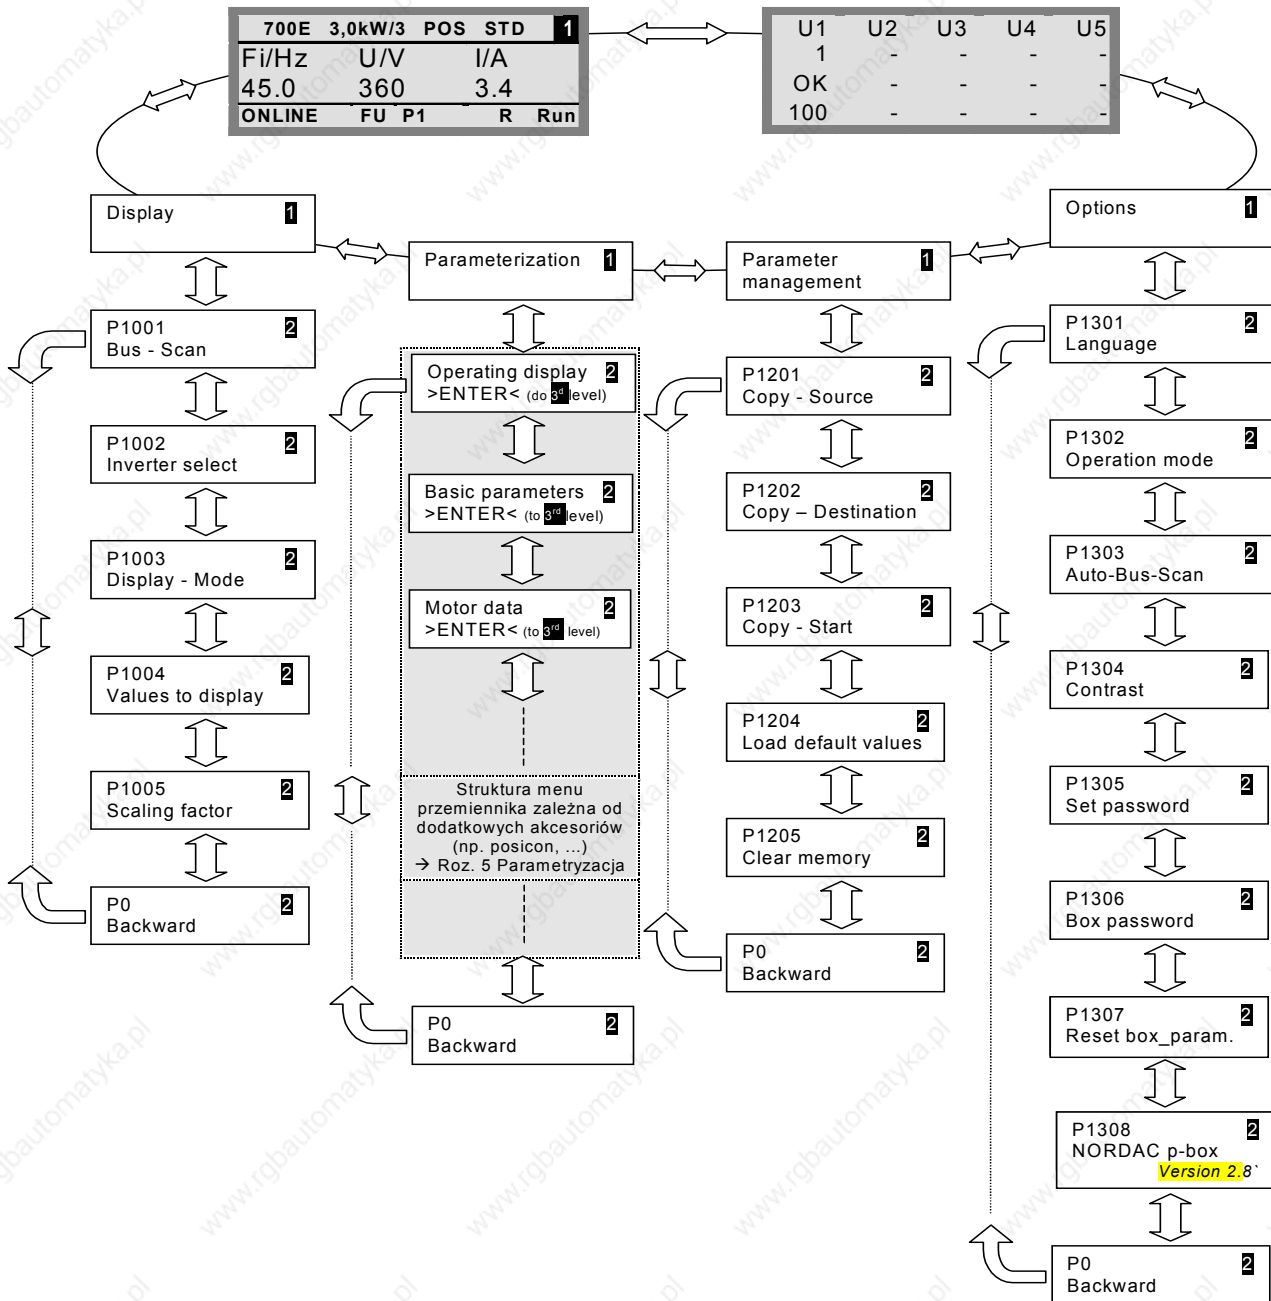 700E 3,0kW/3 POS STD 1
Fi/Hz U/V I/A
45.0 360 3.4
ONLINE FU P1 R Run
U1 U2 U3 U4 U5
1 - - - -
OK - - - -
100 - - - -
Display 1
P1001 2
Bus - Scan
P1002 2
Inverter select
P1003 2
Display - Mode
P1004 2
Values to display
P1005 2
Scaling factor
P0 2
Backward
Parameterization 1
Operating display 2
>ENTER< (do 3d level)
Basic parameters 2
>ENTER< (to 3rd level)
Motor data 2
>ENTER< (to 3rd level)
Struktura menu
przemiennika zależna od
dodatkowych akcesoriów
(np. posicon, ...)
→ Roz. 5 Parametryzacja
P0 2
Backward
Parameter 1
management
P1201 2
Copy - Source
P1202 2
Copy – Destination
P1203 2
Copy - Start
P1204 2
Load default values
P1205 2
Clear memory
P0 2
Backward
Options 1
P1301 2
Language
P1302 2
Operation mode
P1303 2
Auto-Bus-Scan
P1304 2
Contrast
P1305 2
Set password
P1306 2
Box password
P1307 2
Reset box_param.
P1308 2
NORDAC p-box
Version 2.8`
P0 2
Backward
www.rgbautomatyka.pl